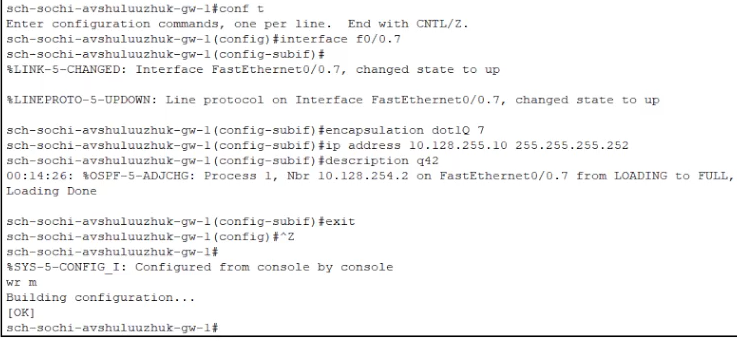 sch-sochi-avshuluuzhuk-gw-1#conf t
Enter configuration commands, one per line.  End with CNTL/Z.
sch-sochi-avshuluuzhuk-gw-1(config)#interface f0/0.7
sch-sochi-avshuluuzhuk-gw-1(config-subif)#
%LINK-5-CHANGED: Interface FastEthernet0/0.7, changed state to up
%LINEPROTO-5-UPDOWN: Line protocol on Interface FastEthernet0/0.7, changed state to up
sch-sochi-avshuluuzhuk-gw-1(config-subif)#encapsulation dot1Q 7
sch-sochi-avshuluuzhuk-gw-1(config-subif)#ip address 10.128.255.10 255.255.255.252
sch-sochi-avshuluuzhuk-gw-1(config-subif)#description q42
00:14:26: %OSPF-5-ADJCHG: Process 1, Nbr 10.128.254.2 on FastEthernet0/0.7 from LOADING to FULL,
Loading Done
sch-sochi-avshuluuzhuk-gw-1(config-subif)#exit
sch-sochi-avshuluuzhuk-gw-1(config)#^Z
sch-sochi-avshuluuzhuk-gw-1#
%SYS-5-CONFIG_I: Configured from console by console
wr m
Building configuration...
[OK]
sch-sochi-avshuluuzhuk-gw-1#